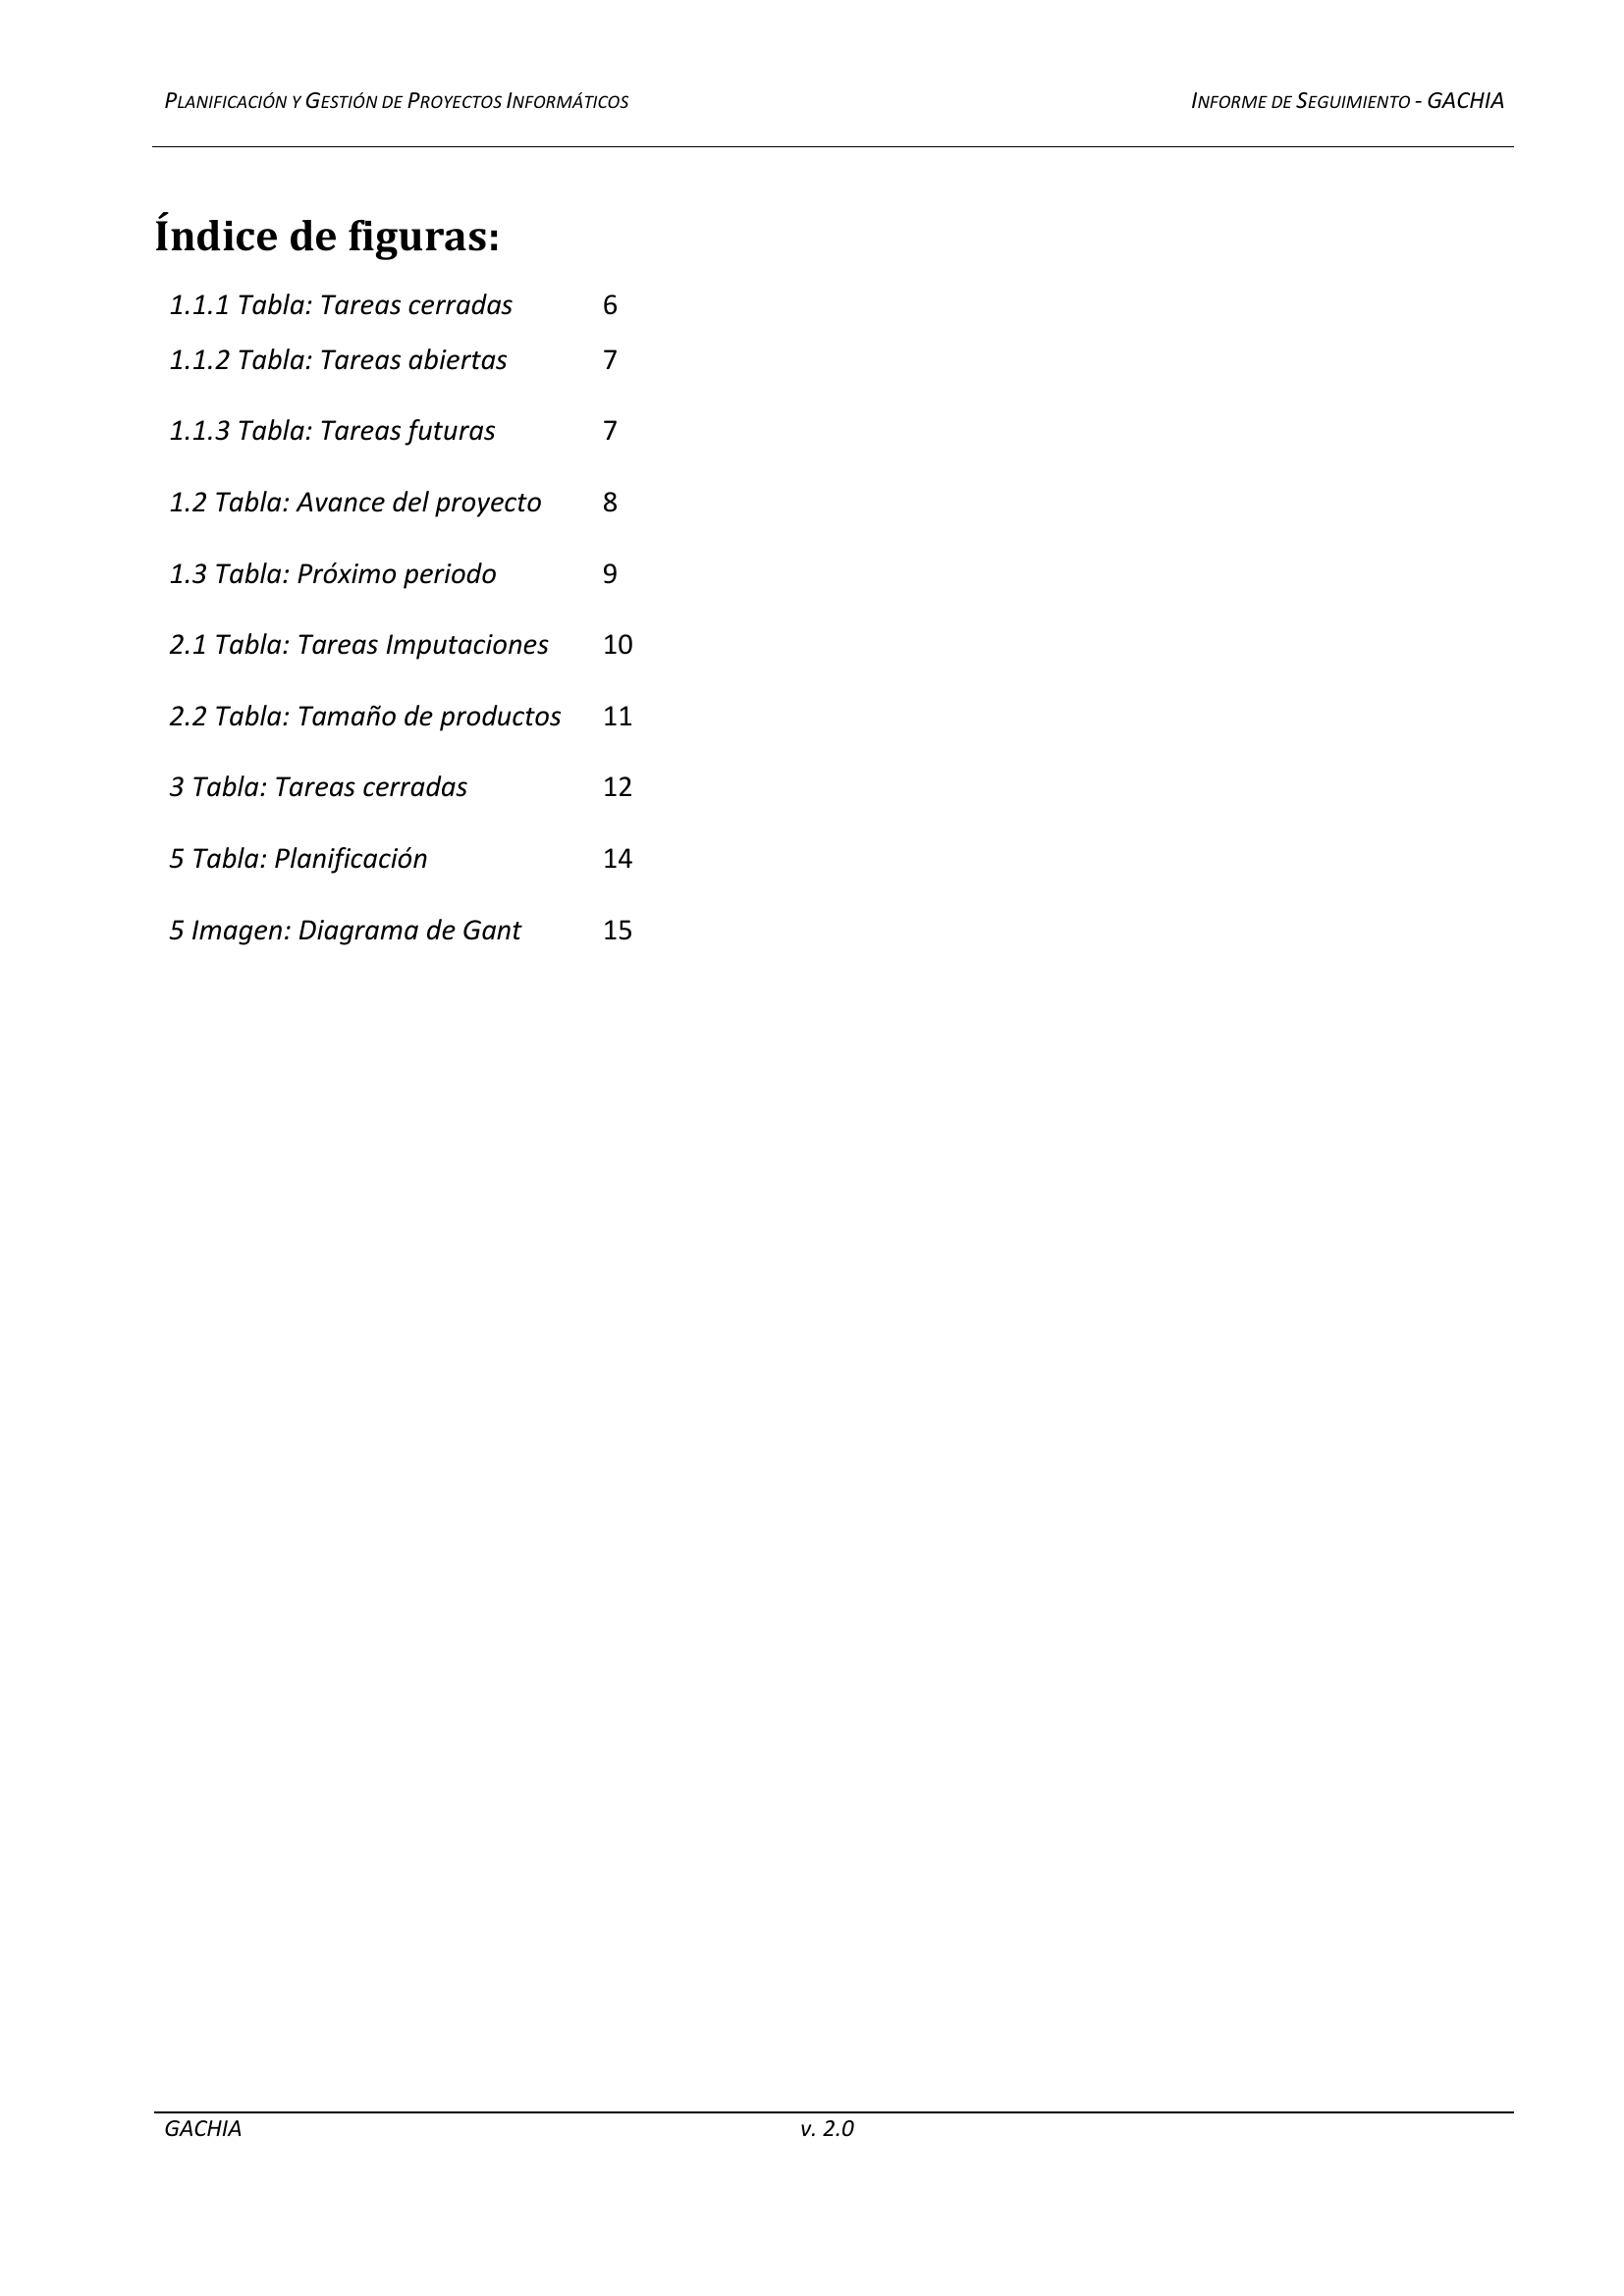 PLANIFICACIÓN Y GESTIÓN DE PROYECTOS INFORMÁTICOS INFORME DE SEGUIMIENTO - GACHIA
Índice de figuras:
1.1.1 Tabla: Tareas cerradas 6
1.1.2 Tabla: Tareas abiertas 7
1.1.3 Tabla: Tareas futuras 7
1.2 Tabla: Avance del proyecto 8
1.3 Tabla: Próximo periodo 9
2.1 Tabla: Tareas Imputaciones 10
2.2 Tabla: Tamaño de productos 11
3 Tabla: Tareas cerradas 12
5 Tabla: Planificación 14
5 Imagen: Diagrama de Gant 15
GACHIA v. 2.0